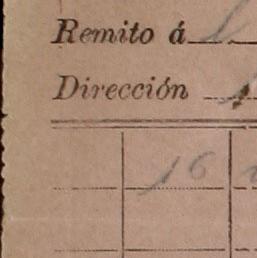 Remito á
Dirección
16